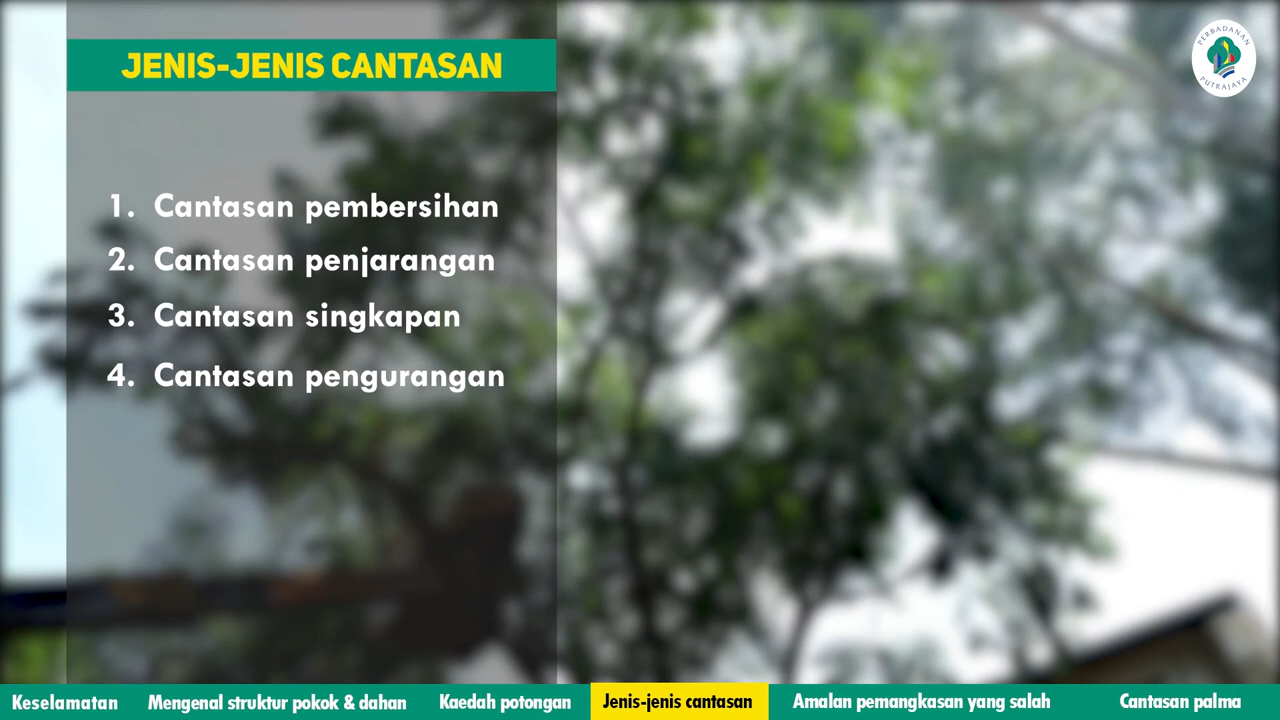 JENIS-JENIS CANTASAN
PERBADANAN
PUTRAJAYA
1. Cantasan pembersihan
2. Cantasan penjarangan
3. Cantasan singkapan
4. Cantasan pengurangan
Keselamatan
Mengenal struktur pokok & dahan
Kaedah potongan
Jenis-jenis cantasan
Amalan pemangkasan yang salah
Cantasan palma